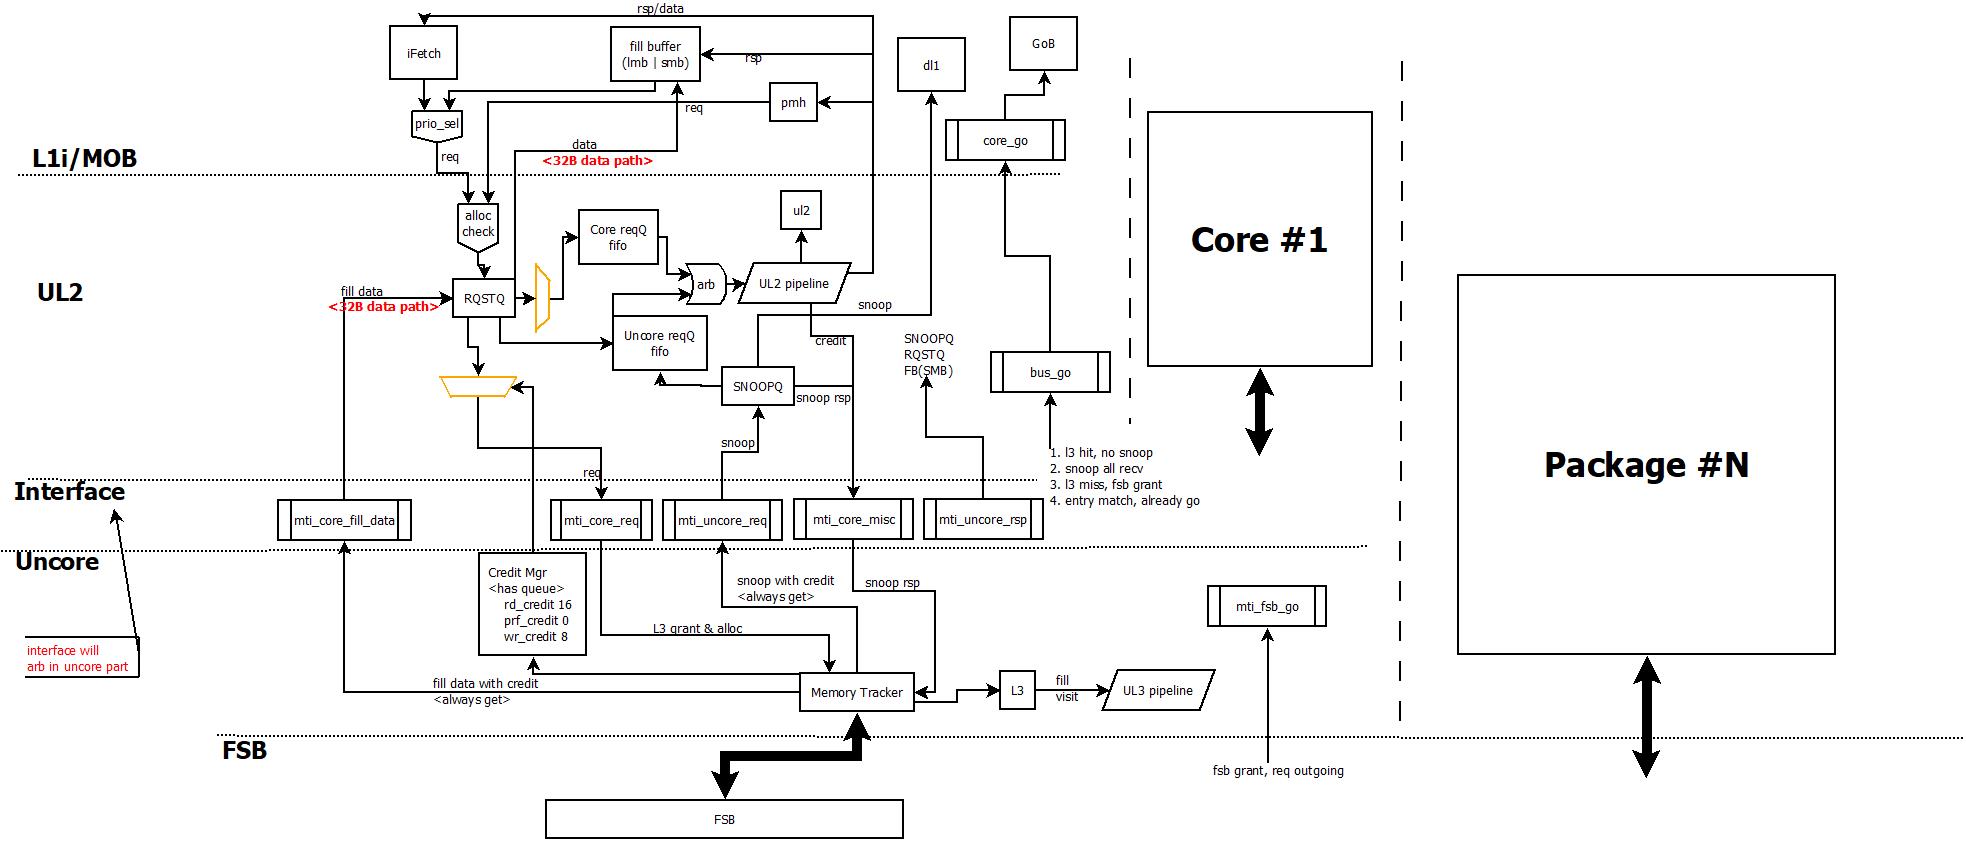 rsp/data
iFetch
fill buffer
(lmb | smb)
rsp
pmh
req
dl1
GoB
prio_sel
req
data
<32B data path>
core_go
L1i/MOB
alloc
check
ul2
Core reqQ
fifo
arb
UL2 pipeline
Core #1
UL2
fill data
<32B data path>
RQSTQ
snoop
Uncore reqQ
fifo
credit
SNOOPQ
RQSTQ
FB(SMB)
bus_go
SNOOPQ
snoop rsp
snoop
1. l3 hit, no snoop
2. snoop all recv
3. l3 miss, fsb grant
4. entry match, already go
Package #N
req
Interface
mti_core_fill_data
mti_core_req
mti_uncore_req
mti_core_misc
mti_uncore_rsp
Uncore
Credit Mgr
<has queue>
rd_credit 16
prf_credit 0
wr_credit 8
snoop with credit
<always get>
snoop rsp
mti_fsb_go
L3 grant & alloc
interface will
arb in uncore part
fill data with credit
<always get>
Memory Tracker
L3
fill
visit
UL3 pipeline
FSB
fsb grant, req outgoing
FSB